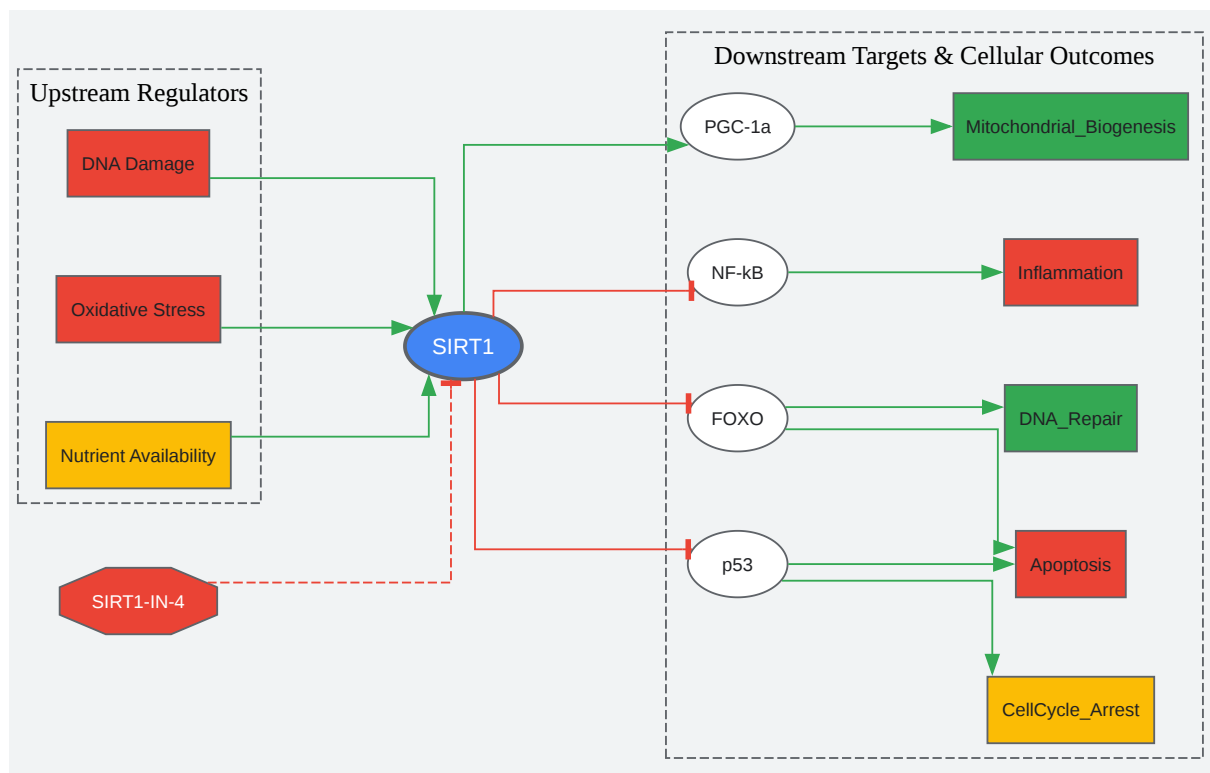 Upstream Regulators
DNA Damage
Oxidative Stress
Nutrient Availability
SIRT1-IN-4
SIRT1
Downstream Targets & Cellular Outcomes
PGC-1a
Mitochondrial_Biogenesis
NF-kB
Inflammation
FOXO
DNA_Repair
p53
Apoptosis
CellCycle_Arrest